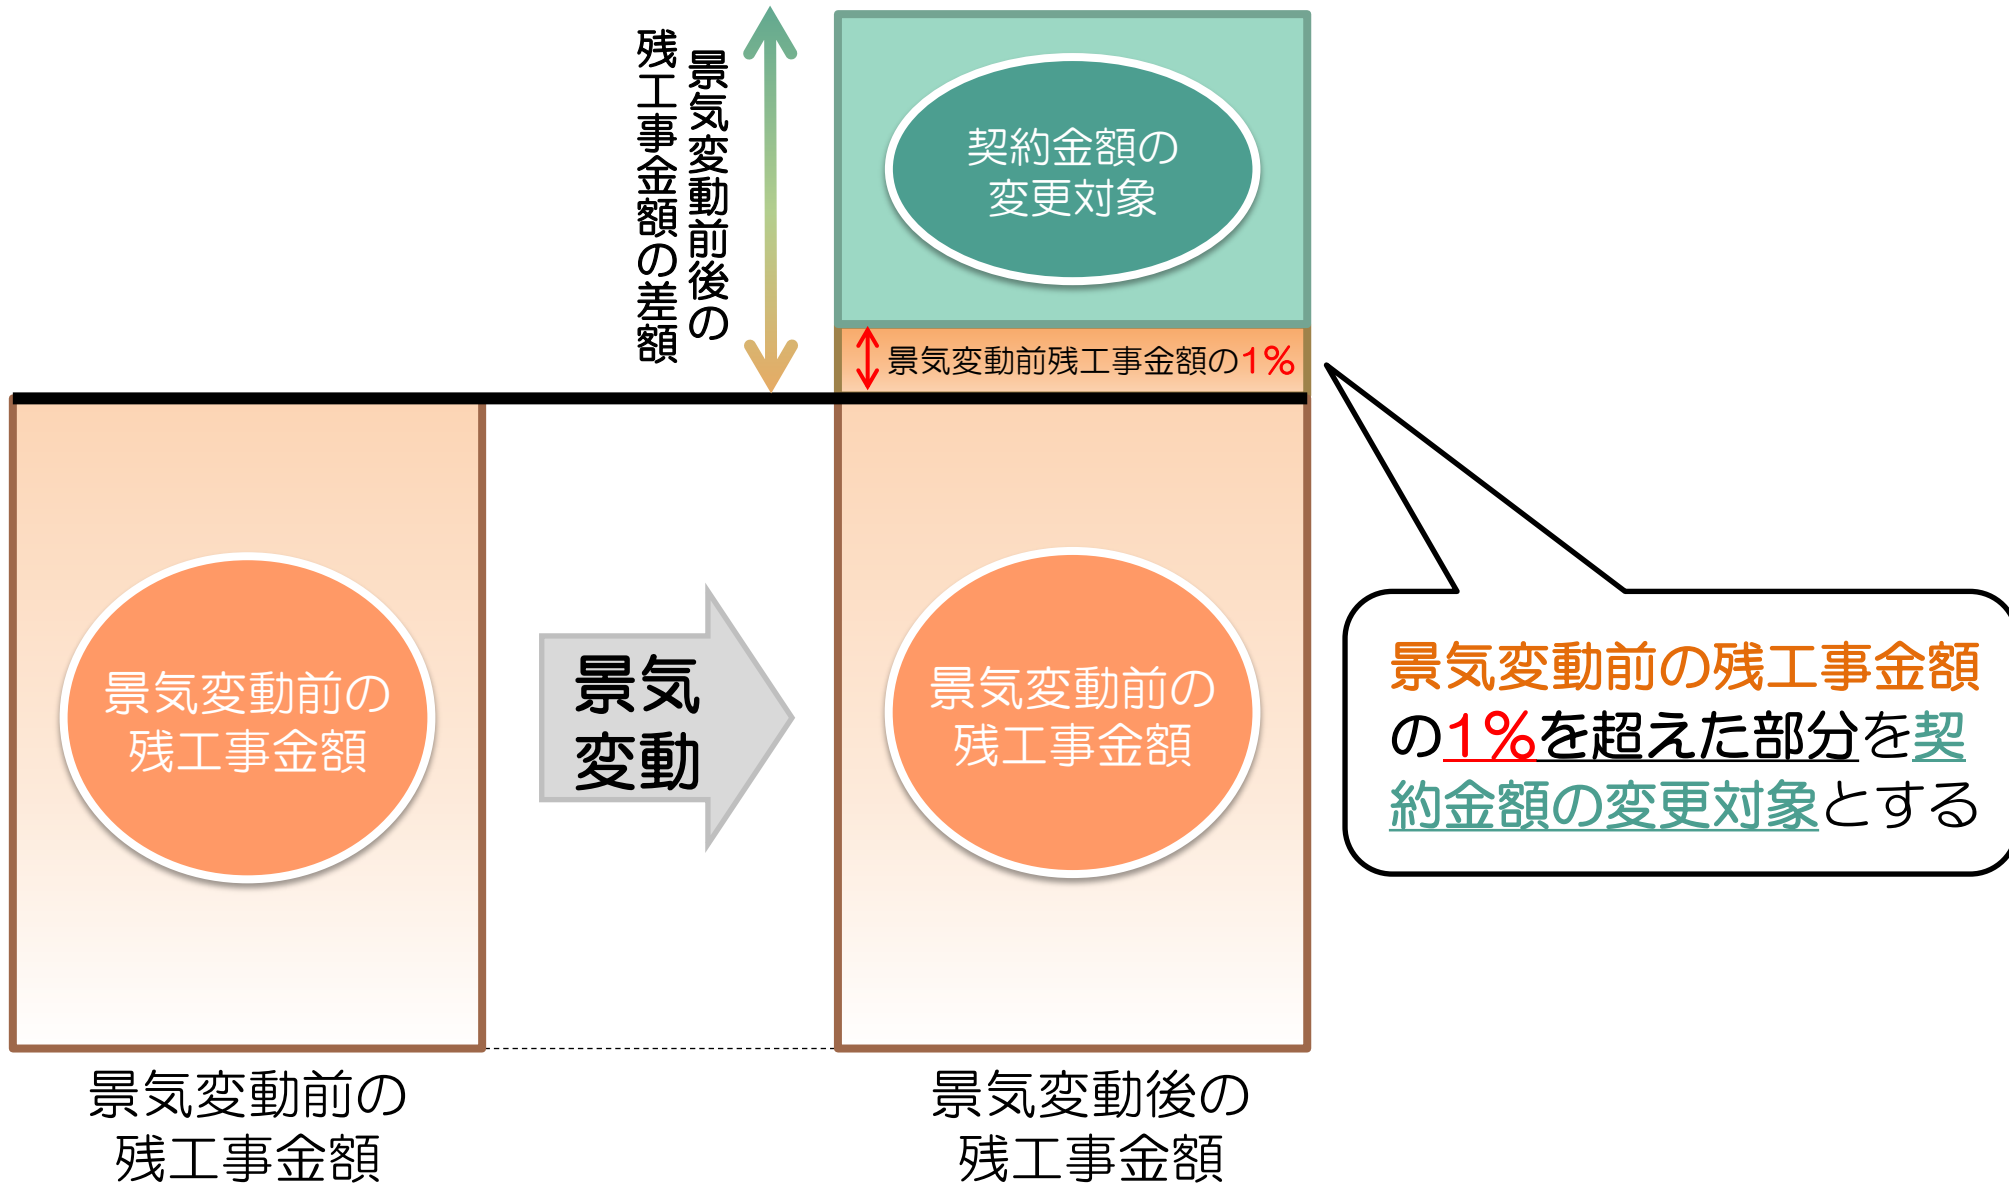 景気変動前後の
残工事金額の差額
契約金額の
変更対象
景気変動前残工事金額の1%
景気変動前の
残工事金額
景気
変動
景気変動前の
残工事金額
景気変動前の残工事金額
の1%を超えた部分を契
約金額の変更対象とする
景気変動前の
残工事金額
景気変動後の
残工事金額